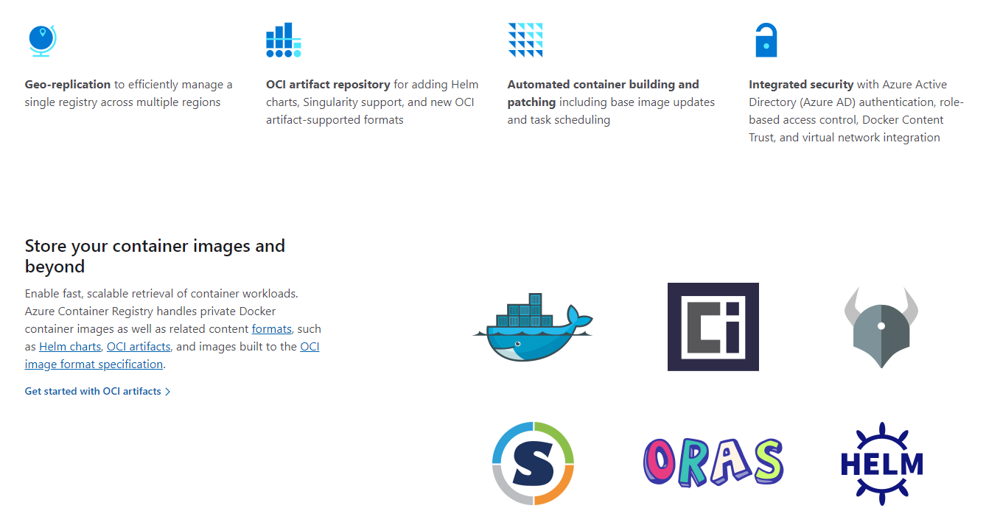 Geo-replication to efficiently manage a
single registry across multiple regions
OCI artifact repository for adding Helm
charts, Singularity support, and new OCI
artifact-supported formats
Automated container building and
patching including base image updates
and task scheduling
Integrated security with Azure Active
Directory (Azure AD) authentication, role-
based access control, Docker Content
Trust, and virtual network integration
Store your container images and
beyond
Enable fast, scalable retrieval of container workloads.
Azure Container Registry handles private Docker
container images as well as related content formats, such
as Helm charts, OCI artifacts, and images built to the OCI
image format specification.
Get started with OCI artifacts >
Ci
S
ORAS
HELM